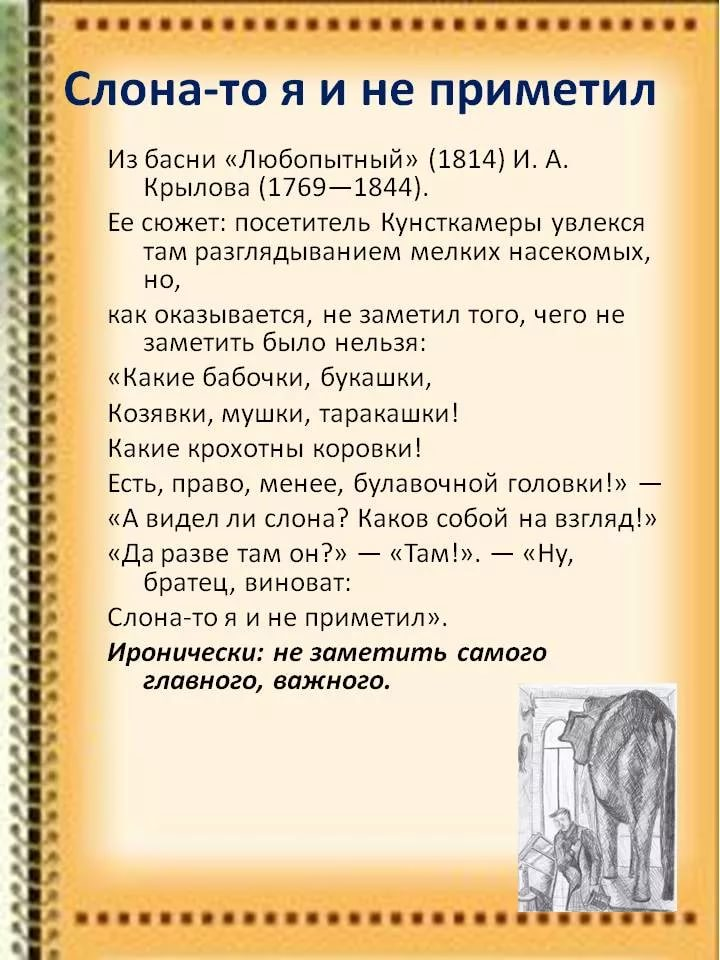 Слона-то я и не приметил
Из басни «Любопытный» (1814) И. А.
Крылова (1769—1844).
Ее сюжет: посетитель Кунсткамеры увлекся
там разглядыванием мелких насекомых,
но,
как оказывается, не заметил того, чего не
заметить было нельзя:
«Какие бабочки, букашки,
Козявки, мушки, таракашки!
Какие крохотны коровки!
Есть, право, менее, булавочной головки!» —
«А видел ли слона? Каков собой на взгляд!»
«Да разве там он?» — «Там!». — «Ну,
братец, виноват:
Слона-то я и не приметил».
Иронически: не заметить самого
главного, важного.